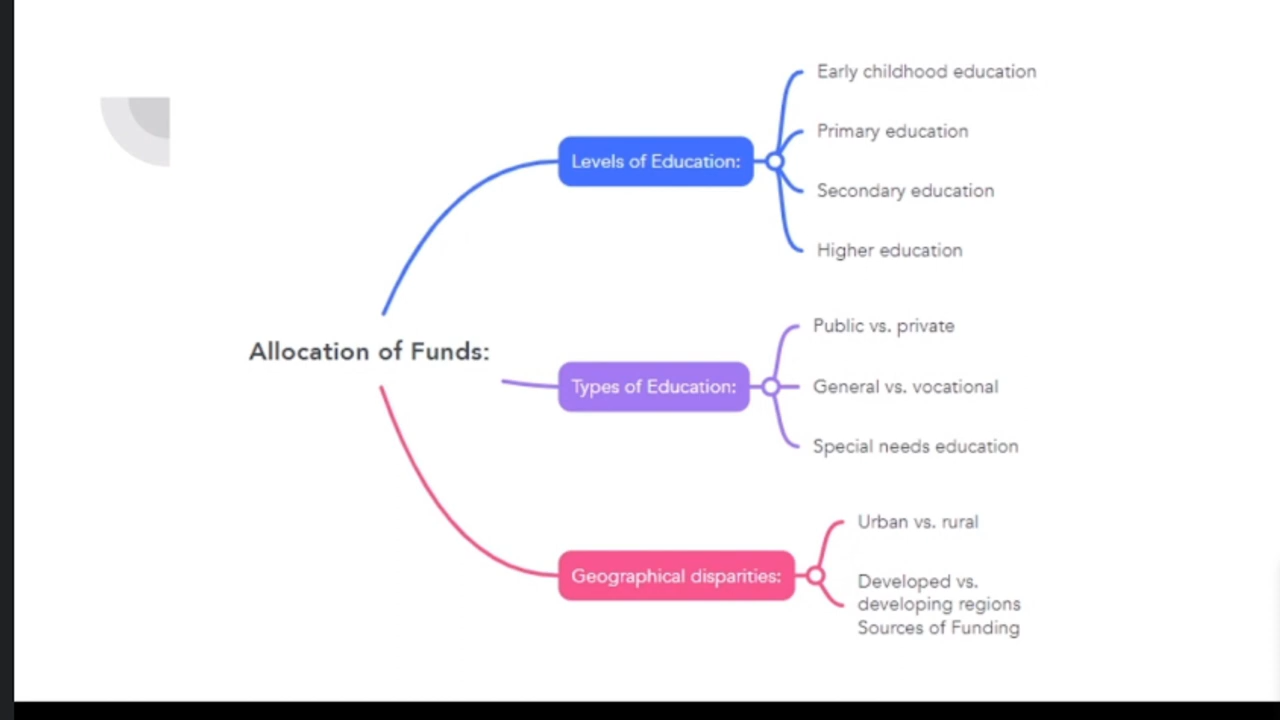 Allocation of Funds:
Levels of Education:
Early childhood education
Primary education
Secondary education
Higher education
Types of Education:
Public vs. private
General vs. vocational
Special needs education
Geographical disparities:
Urban vs. rural
Developed vs.
developing regions
Sources of Funding